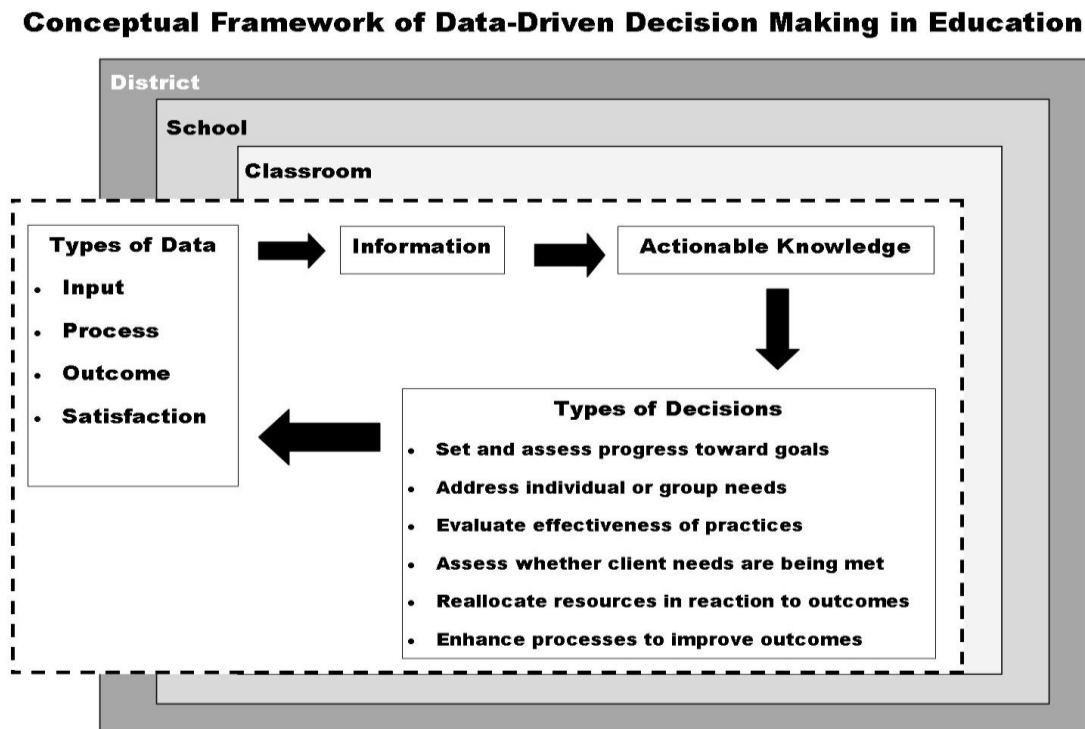 Conceptual Framework of Data-Driven Decision Making in Education
District
School
Classroom
Types of Data
• Input
• Process
• Outcome
• Satisfaction
Information
Actionable Knowledge
Types of Decisions
• Set and assess progress toward goals
• Address individual or group needs
• Evaluate effectiveness of practices
• Assess whether client needs are being met
• Reallocate resources in reaction to outcomes
• Enhance processes to improve outcomes